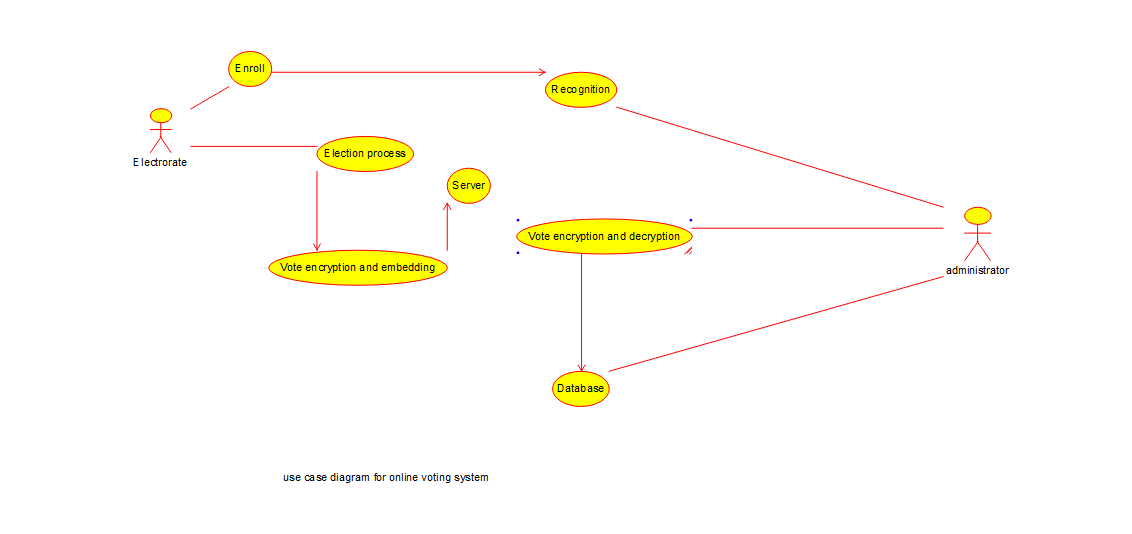 Enroll
Recognition
Electrorate
Election process
Server
Vote encryption and decryption
Vote encryption and embedding
administrator
Database
use case diagram for online voting system